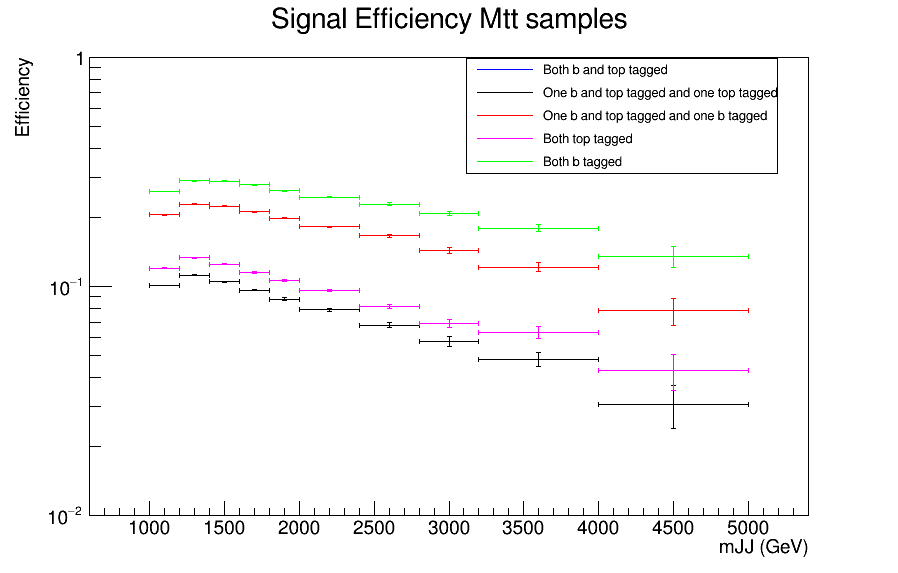 Signal Efficiency Mtt samples
Efficiency
1
10⁻¹
10⁻²
Both b and top tagged
One b and top tagged and one top tagged
One b and top tagged and one b tagged
Both top tagged
Both b tagged
1000 1500 2000 2500 3000 3500 4000 4500 5000
mJJ (GeV)